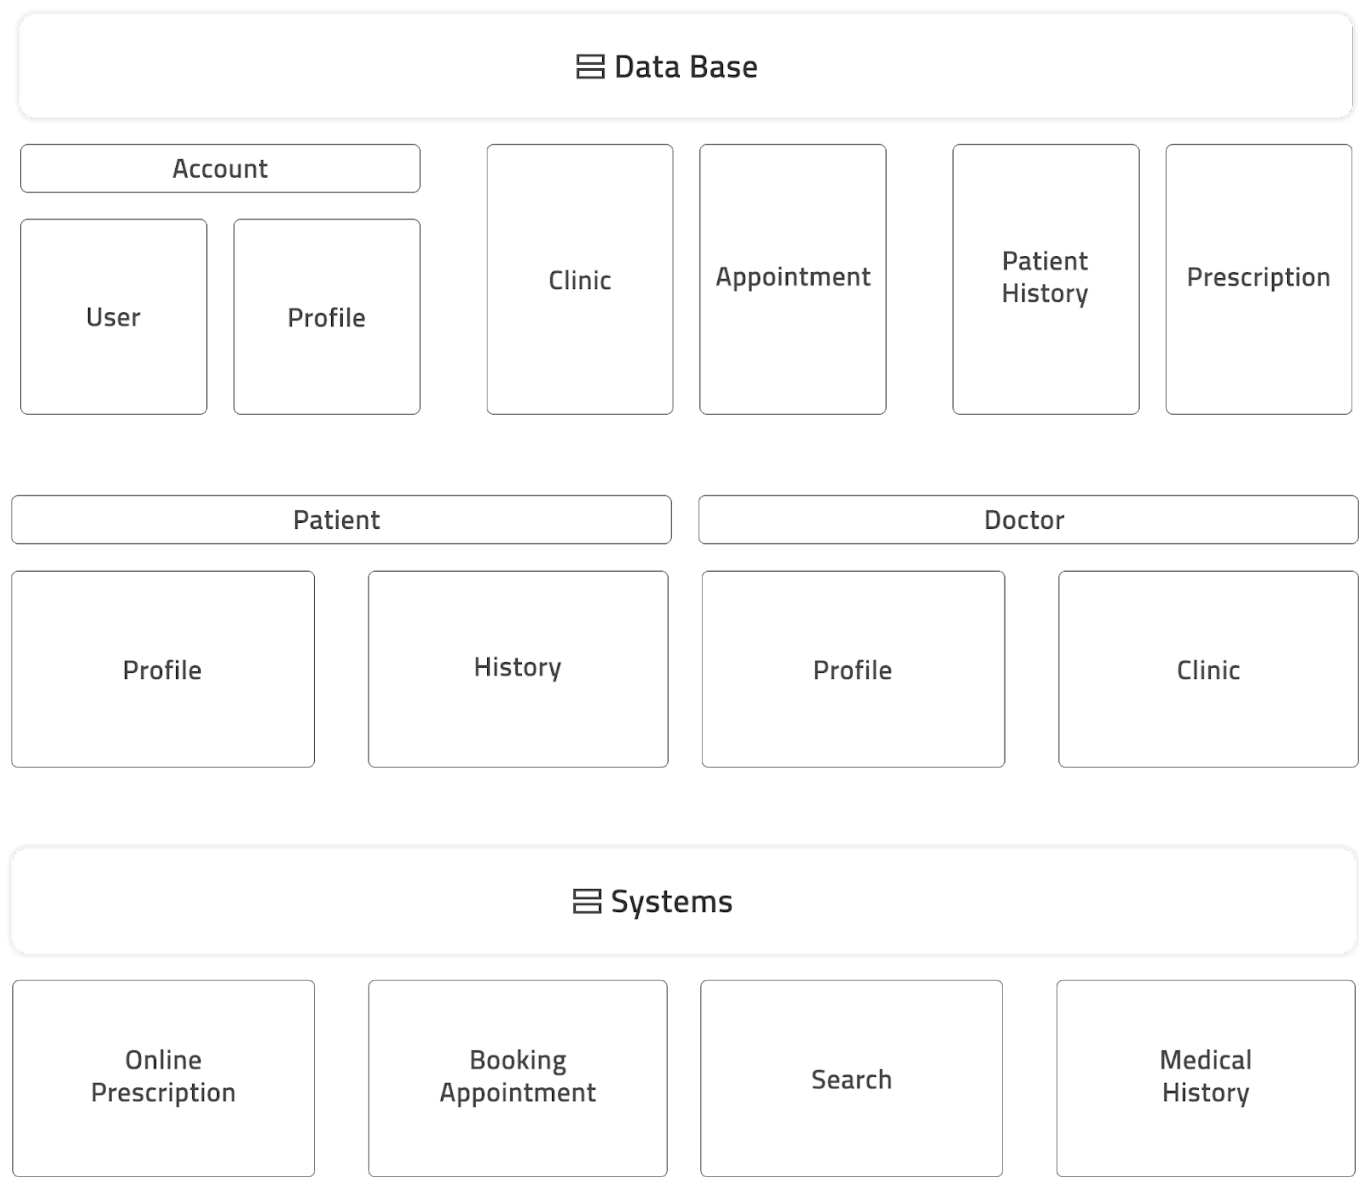 Data Base
Account
User
Profile
Clinic
Appointment
Patient
History
Prescription
Patient
Profile
History
Doctor
Profile
Clinic
Systems
Online
Prescription
Booking
Appointment
Search
Medical
History